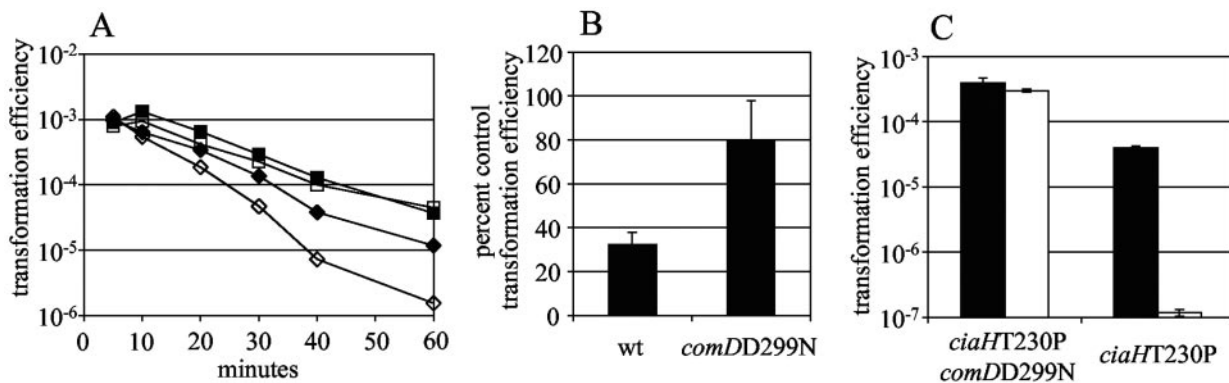 A
transformation efficiency
10^-2
10^-3
10^-4
10^-5
10^-6
0 10 20 30 40 50 60
minutes
B
percent control
transformation efficiency
120
100
80
60
40
20
0
wt comDD299N
C
transformation efficiency
10^-3
10^-4
10^-5
10^-6
10^-7
ciaHT230P
comDD299N
ciaHT230P